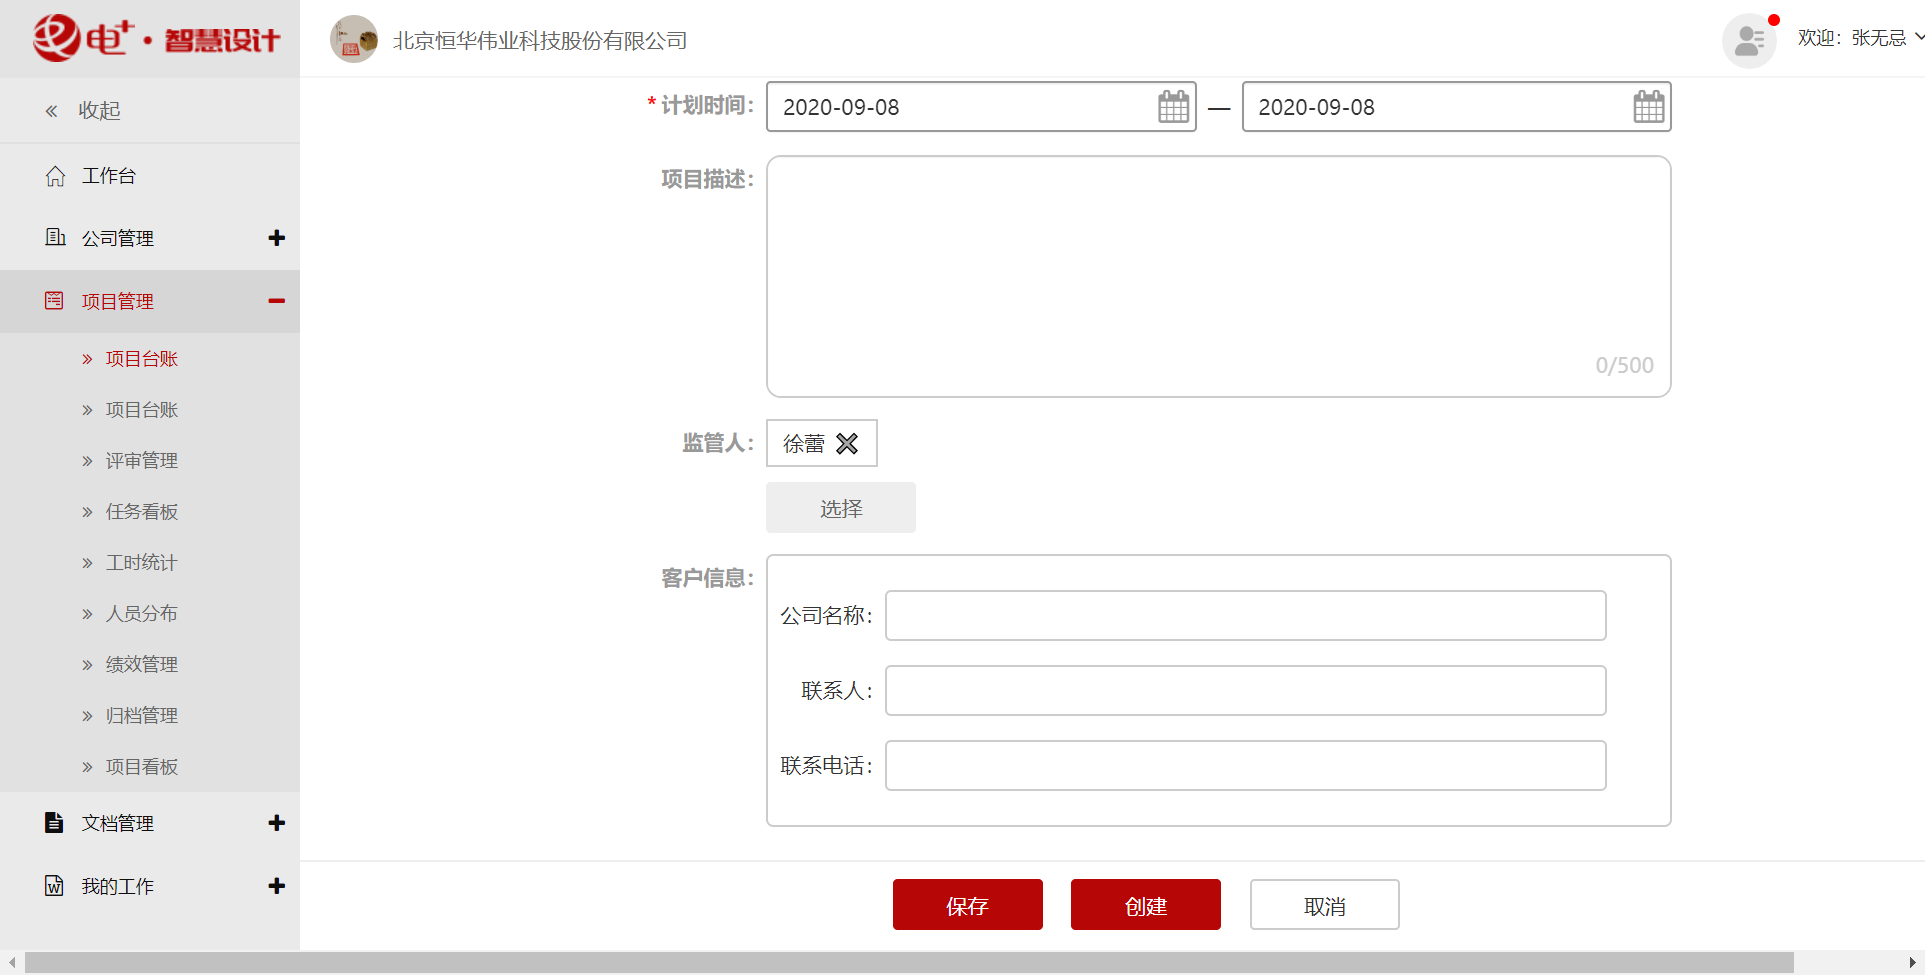 电+·智慧设计
北京恒华伟业科技股份有限公司
欢迎：张无忌
收起
工作台
公司管理
项目管理
项目台账
项目台账
评审管理
任务看板
工时统计
人员分布
绩效管理
归档管理
项目看板
文档管理
我的工作
*计划时间：
2020-09-08
—
2020-09-08
项目描述：
0/500
监管人：
徐蕾
选择
客户信息：
公司名称：
联系人：
联系电话：
保存
创建
取消